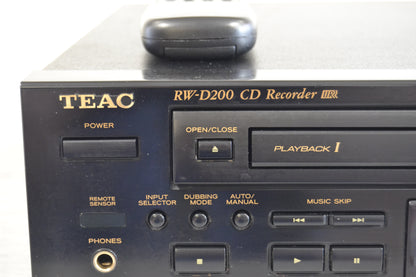 TEAC
RW-D200 CD Recorder
POWER
OPEN/CLOSE
PLAYBACK I
REMOTE
SENSOR
INPUT
SELECTOR
DUBBING
MODE
AUTO/
MANUAL
MUSIC SKIP
PHONES